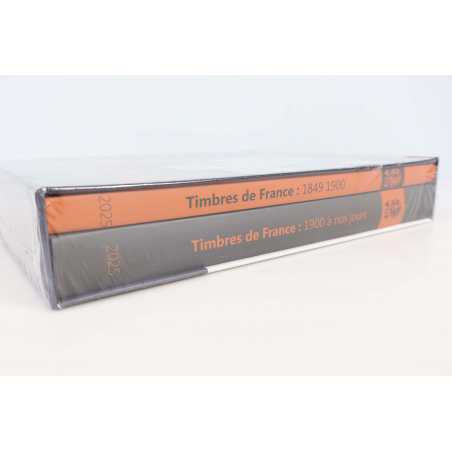 2025
Timbres de France : 1849 1900
2025
Timbres de France : 1900 à nos jours